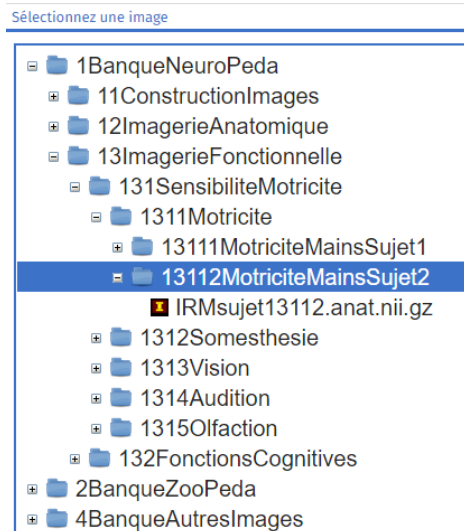 Sélectionnez une image
1BanqueNeuroPeda
11ConstructionImages
12ImagerieAnatomique
13ImagerieFonctionnelle
131SensibiliteMotricite
1311Motricite
13111MotriciteMainsSujet1
13112MotriciteMainsSujet2
IRMsujet13112.anat.nii.gz
1312Somesthesie
1313Vision
1314Audition
1315Olfaction
132FonctionsCognitives
2BanqueZooPeda
4BanqueAutresImages